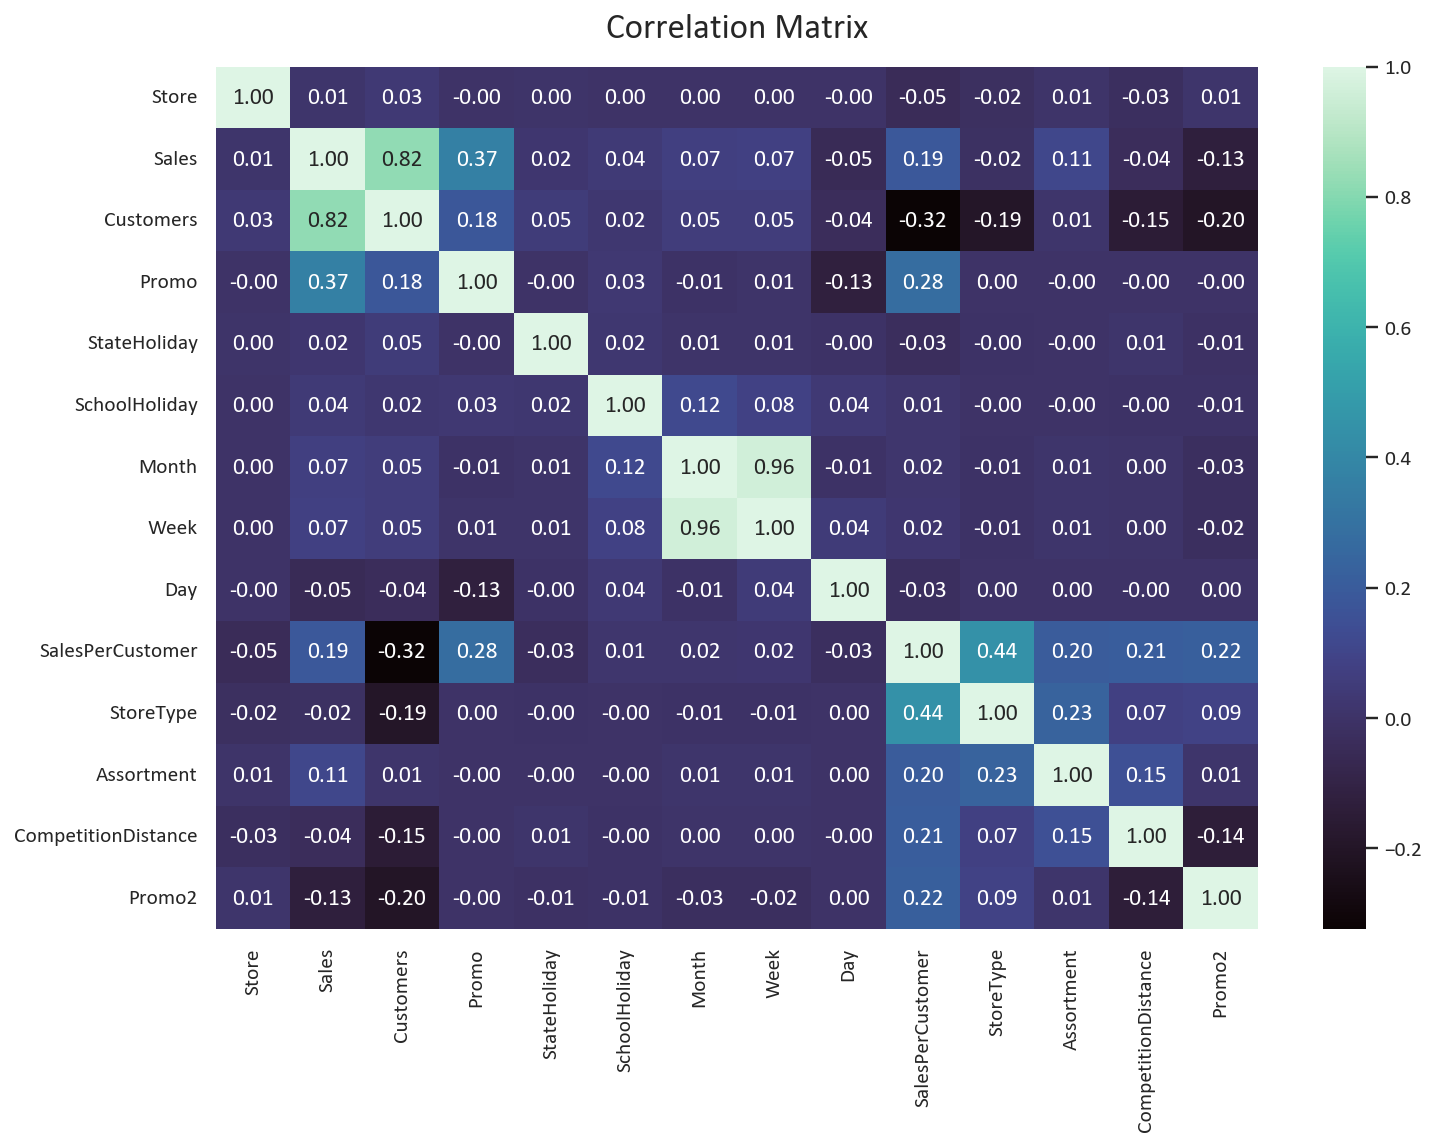 Correlation Matrix
Store 1.00 0.01 0.03 -0.00 0.00 0.00 0.00 0.00 -0.00 -0.05 -0.02 0.01 -0.03 0.01
Sales 0.01 1.00 0.82 0.37 0.02 0.04 0.07 0.07 -0.05 0.19 -0.02 0.11 -0.04 -0.13
Customers 0.03 0.82 1.00 0.18 0.05 0.02 0.05 0.05 -0.04 -0.32 -0.19 0.01 -0.15 -0.20
Promo -0.00 0.37 0.18 1.00 -0.00 0.03 -0.01 0.01 -0.13 0.28 0.00 -0.00 -0.00 -0.00
StateHoliday 0.00 0.02 0.05 -0.00 1.00 0.02 0.01 0.01 -0.00 -0.03 -0.00 -0.00 0.01 -0.01
SchoolHoliday 0.00 0.04 0.02 0.03 0.02 1.00 0.12 0.08 0.04 0.01 -0.00 -0.00 -0.00 -0.01
Month 0.00 0.07 0.05 -0.01 0.01 0.12 1.00 0.96 -0.01 0.02 -0.01 0.01 0.00 -0.03
Week 0.00 0.07 0.05 0.01 0.01 0.08 0.96 1.00 0.04 0.02 -0.01 0.01 0.00 -0.02
Day -0.00 -0.05 -0.04 -0.13 -0.00 0.04 -0.01 0.04 1.00 -0.03 0.00 0.00 -0.00 0.00
SalesPerCustomer -0.05 0.19 -0.32 0.28 -0.03 0.01 0.02 0.02 -0.03 1.00 0.44 0.20 0.21 0.22
StoreType -0.02 -0.02 -0.19 0.00 -0.00 -0.00 -0.01 -0.01 0.00 0.44 1.00 0.23 0.07 0.09
Assortment 0.01 0.11 0.01 -0.00 -0.00 -0.00 0.01 0.01 0.00 0.20 0.23 1.00 0.15 0.01
CompetitionDistance -0.03 -0.04 -0.15 -0.00 0.01 -0.00 0.00 0.00 -0.00 0.21 0.07 0.15 1.00 -0.14
Promo2 0.01 -0.13 -0.20 -0.00 -0.01 -0.01 -0.03 -0.02 0.00 0.22 0.09 0.01 -0.14 1.00
Store
Sales
Customers
Promo
StateHoliday
SchoolHoliday
Month
Week
Day
SalesPerCustomer
StoreType
Assortment
CompetitionDistance
Promo2
1.0
0.8
0.6
0.4
0.2
0.0
−0.2